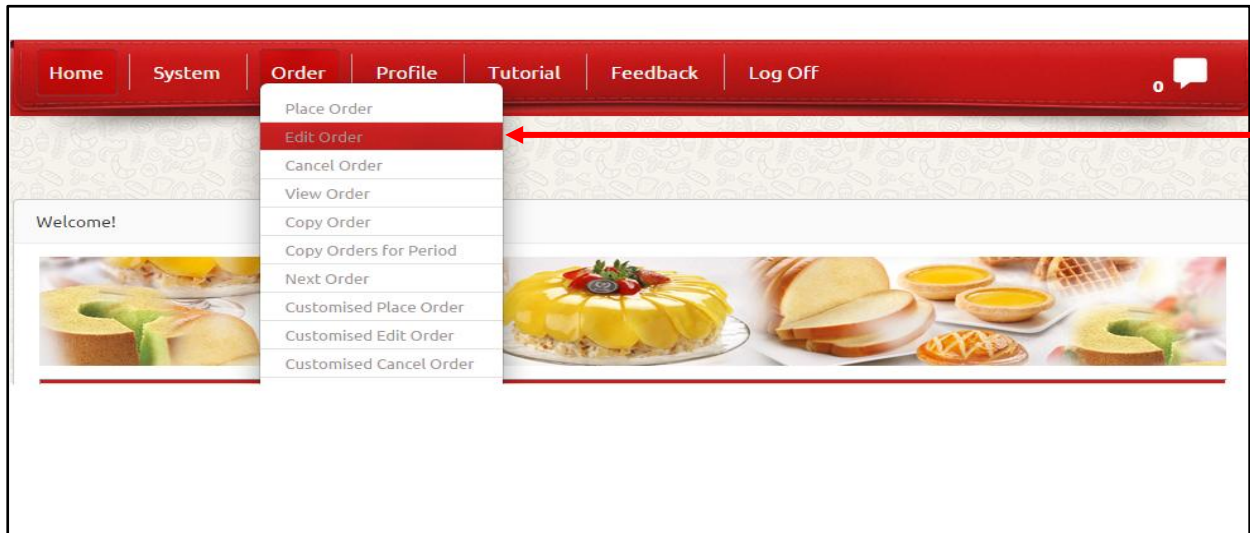 Home System Order Profile Tutorial Feedback Log Off 0
Place Order
Edit Order
Cancel Order
View Order
Copy Order
Copy Orders for Period
Next Order
Customised Place Order
Customised Edit Order
Customised Cancel Order
Welcome!